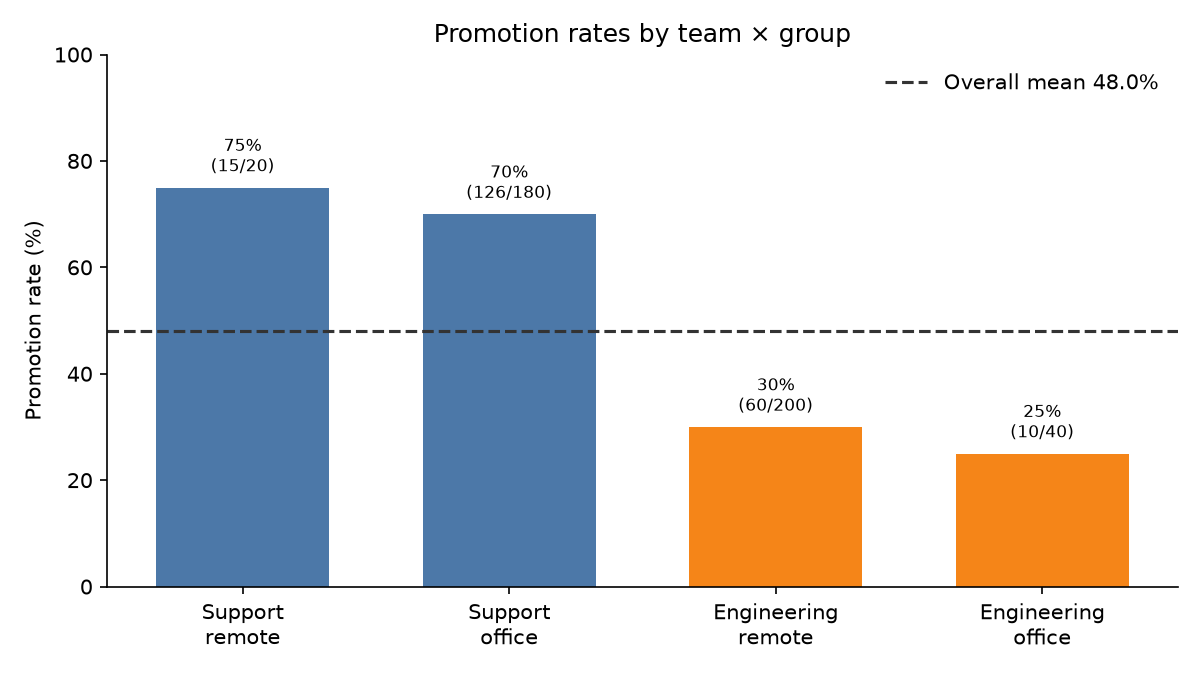 Promotion rates by team × group
Overall mean 48.0%
Promotion rate (%)
100
80
60
40
20
0
75%
(15/20)
70%
(126/180)
30%
(60/200)
25%
(10/40)
Support
remote
Support
office
Engineering
remote
Engineering
office